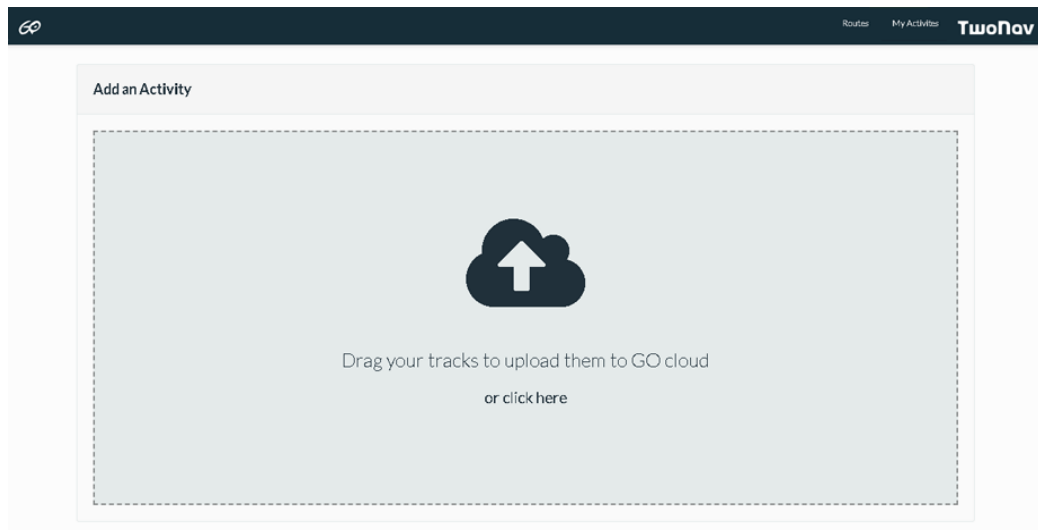 GO
Routes My Activites TwoNav
Add an Activity
Drag your tracks to upload them to GO cloud
or click here